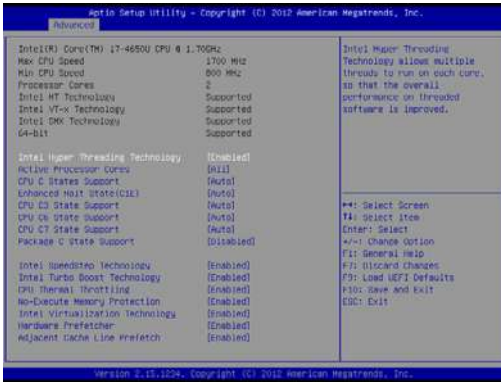 Aptio Setup Utility - Copyright (C) 2012 American Megatrends, Inc.
Advanced
Intel(R) Core(TM) i7-4650U CPU @ 1.70GHz
Max CPU Speed 1700 MHz
Min CPU Speed 800 MHz
Processor Cores 2
Intel HT Technology Supported
Intel VT-x Technology Supported
Intel SMX Technology Supported
64-bit Supported
Intel Hyper Threading Technology [Enabled]
Active Processor Cores [All]
CPU C States Support [Auto]
Enhanced Halt State(C1E) [Auto]
CPU C3 State Support [Auto]
CPU C6 State Support [Auto]
CPU C7 State Support [Auto]
Package C State Support [Disabled]
Intel SpeedStep Technology [Enabled]
Intel Turbo Boost Technology [Enabled]
CPU Thermal Throttling [Enabled]
No-Execute Memory Protection [Enabled]
Intel Virtualization Technology [Enabled]
Hardware Prefetcher [Enabled]
Adjacent Cache Line Prefetch [Enabled]
Intel Hyper Threading
Technology allows multiple
threads to run on each core,
so that the overall
performance on threaded
software is improved.
→←: Select Screen
↑↓: Select Item
Enter: Select
+/-: Change Option
F1: General Help
F7: Discard Changes
F9: Load UEFI Defaults
F10: Save and Exit
ESC: Exit
Version 2.15.1234. Copyright (C) 2012 American Megatrends, Inc.